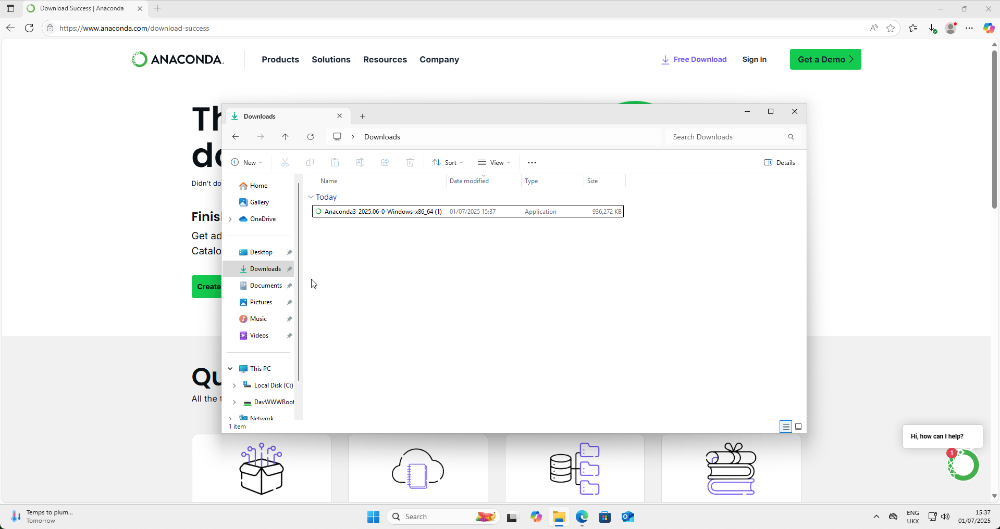 Download Success | Anaconda
https://www.anaconda.com/download-success
ANACONDA.
Products
Solutions
Resources
Company
Free Download
Sign In
Get a Demo
Th
do
Didn't do
Finis
Get ad
Catalo
Create
Downloads
Downloads
Search Downloads
New
Sort
View
Details
Home
Gallery
OneDrive
Desktop
Downloads
Documents
Pictures
Music
Videos
This PC
Local Disk (C:)
DavWWWRoot
Network
Name
Date modified
Type
Size
Today
Anaconda3-2025.06-0-Windows-x86_64 (1)
01/07/2025 15:37
Application
936,272 KB
1 item
Qu
All the t
Hi, how can I help?
1
Temps to plum...
Tomorrow
Search
ENG
UKX
15:37
01/07/2025